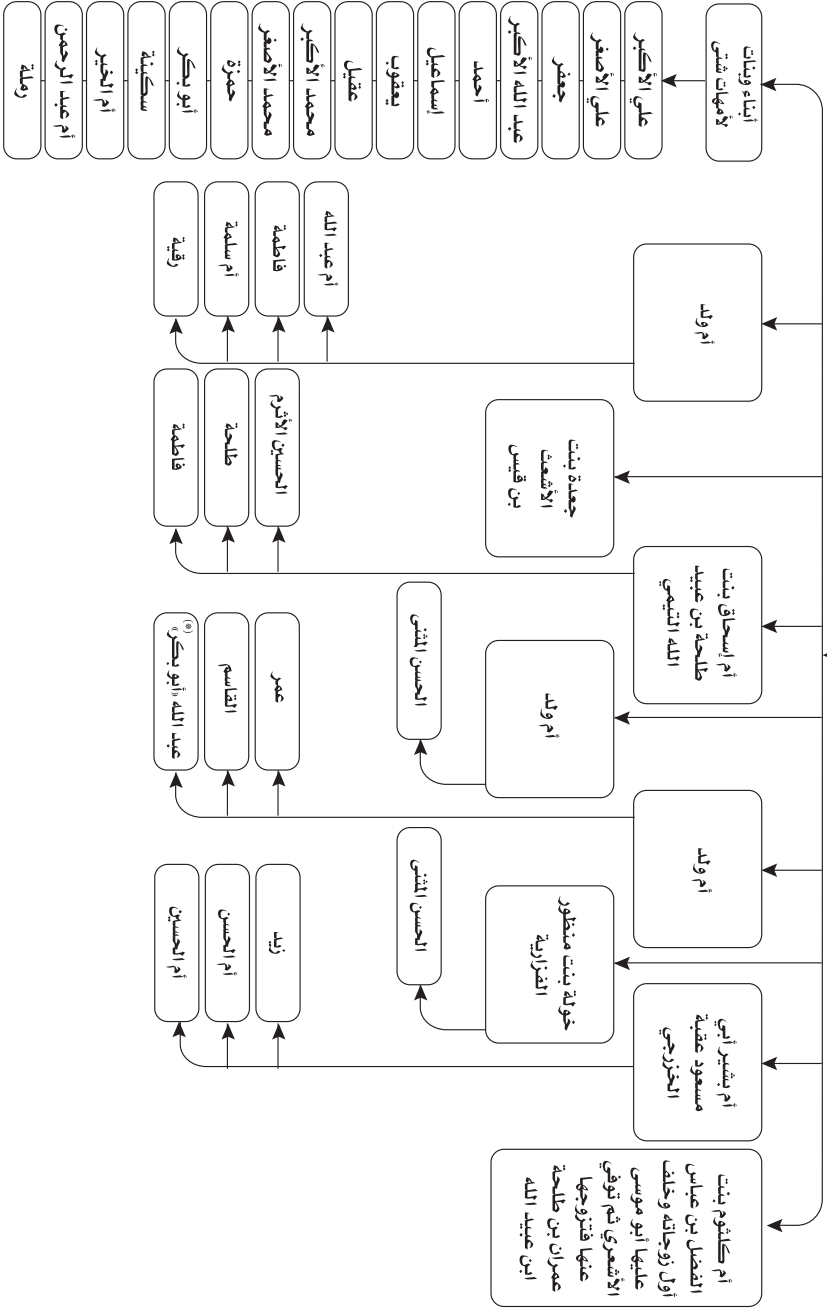 أم كلثوم بنت
الفضل بن عباس
أول زوجاته وخلف
عليها أبو موسى
الأشعري ثم توفي
عنها فتزوجها
عمران بن طلحة
ابن عبيد الله
أم بشير أبي
مسعود عقبة
الخزرجي
زيد
أم الحسن
أم الحسين
خولة بنت منظور
الفزارية
الحسن المثنى
أم ولد
عمر
القاسم
عبد الله «أبو بكر» (*)
أم ولد
الحسن المثنى
أم إسحاق بنت
طلحة بن عبيد
الله التيمي
الحسين الأثرم
طلحة
فاطمة
جعدة بنت
الأشعث
بن قيس
أم ولد
أم عبد الله
فاطمة
أم سلمة
رقية
أبناء وبنات
لأمهات شتى
علي الأكبر
علي الأصغر
جعفر
عبد الله الأكبر
أحمد
إسماعيل
يعقوب
عقيل
محمد الأكبر
محمد الأصغر
حمزة
أبو بكر
سكينة
أم الخير
أم عبد الرحمن
رملة